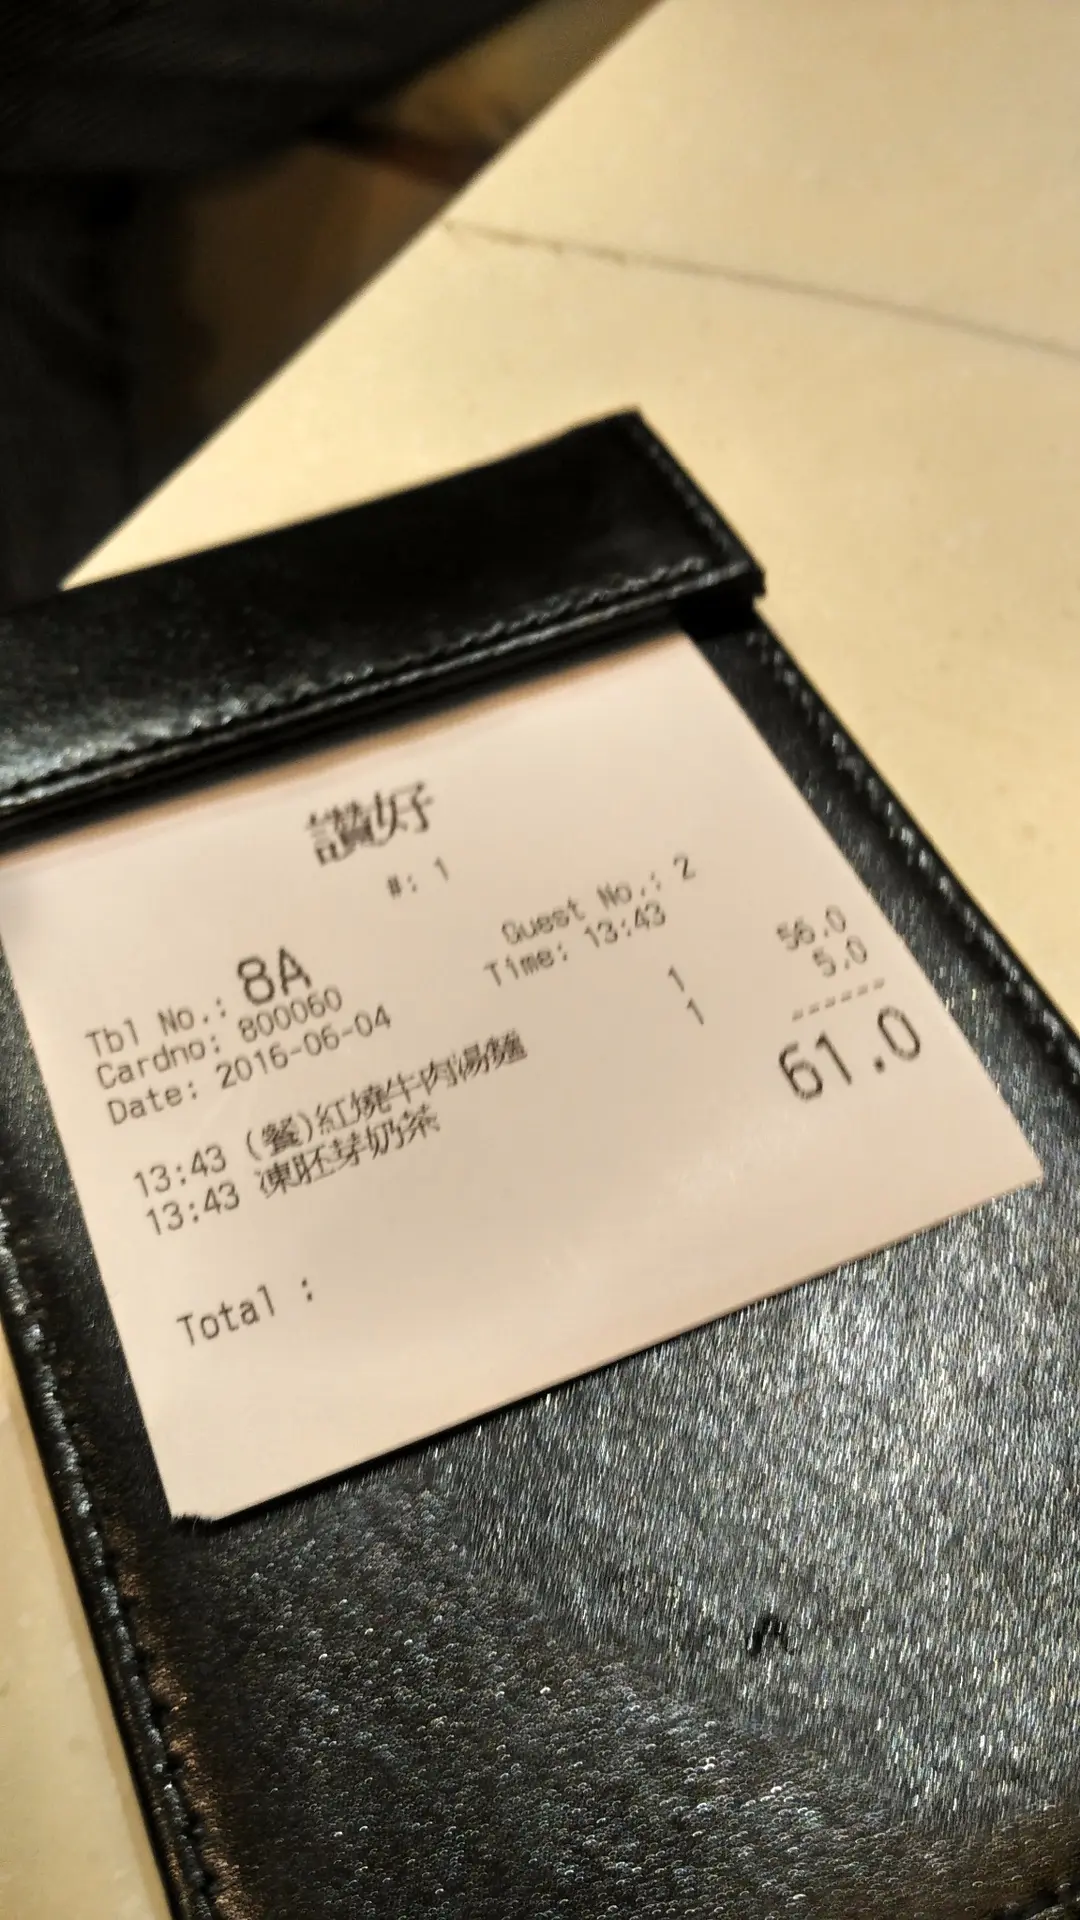 讚好
#: 1
Tbl No.: 8A Guest No.: 2
Cardno: 800060 Time: 13:43
Date: 2016-06-04
13:43 (餐)紅燒牛肉湯麵 1 56.0
13:43 凍胚芽奶茶 1 5.0
------
Total : 61.0